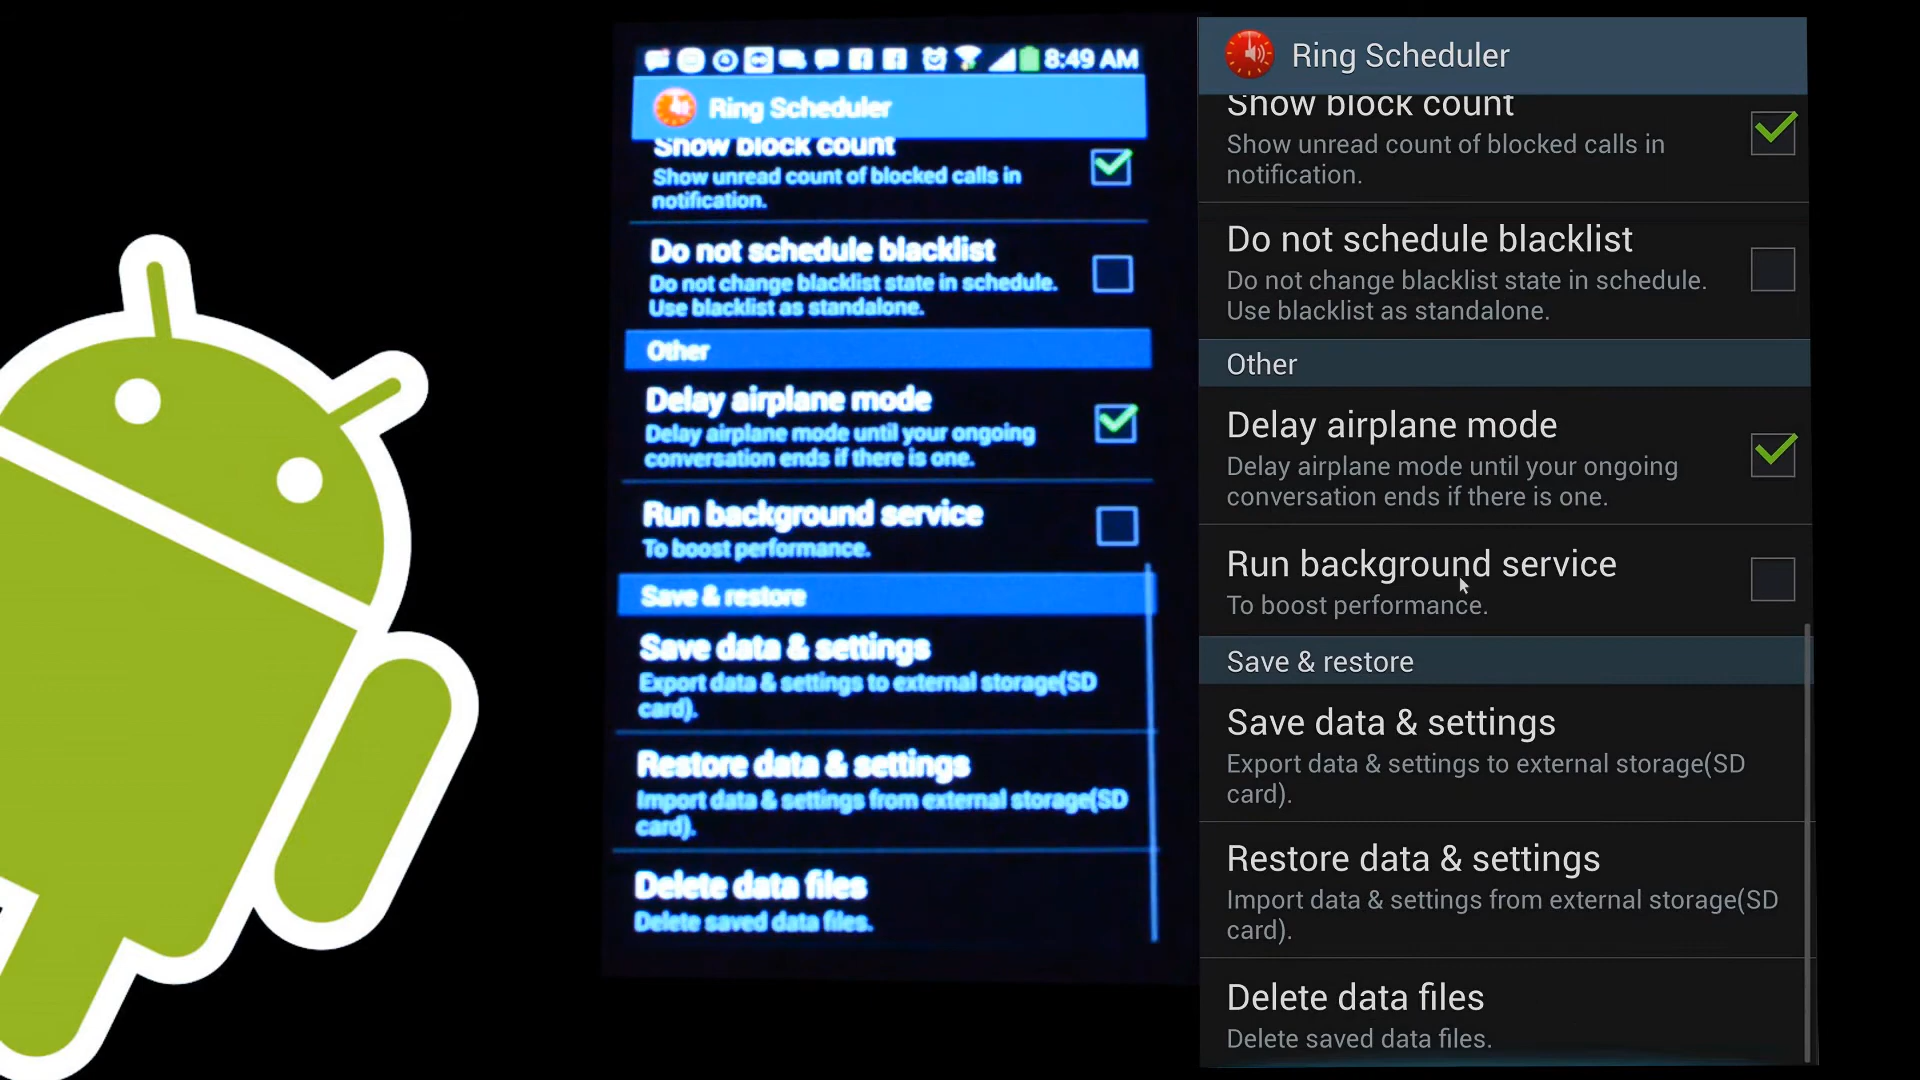 8:49 AM
Ring Scheduler
Show block count
Show unread count of blocked calls in
notification.
Do not schedule blacklist
Do not change blacklist state in schedule.
Use blacklist as standalone.
Other
Delay airplane mode
Delay airplane mode until your ongoing
conversation ends if there is one.
Run background service
To boost performance.
Save & restore
Save data & settings
Export data & settings to external storage(SD
card).
Restore data & settings
Import data & settings from external storage(SD
card).
Delete data files
Delete saved data files.
Ring Scheduler
Show block count
Show unread count of blocked calls in
notification.
Do not schedule blacklist
Do not change blacklist state in schedule.
Use blacklist as standalone.
Other
Delay airplane mode
Delay airplane mode until your ongoing
conversation ends if there is one.
Run background service
To boost performance.
Save & restore
Save data & settings
Export data & settings to external storage(SD
card).
Restore data & settings
Import data & settings from external storage(SD
card).
Delete data files
Delete saved data files.